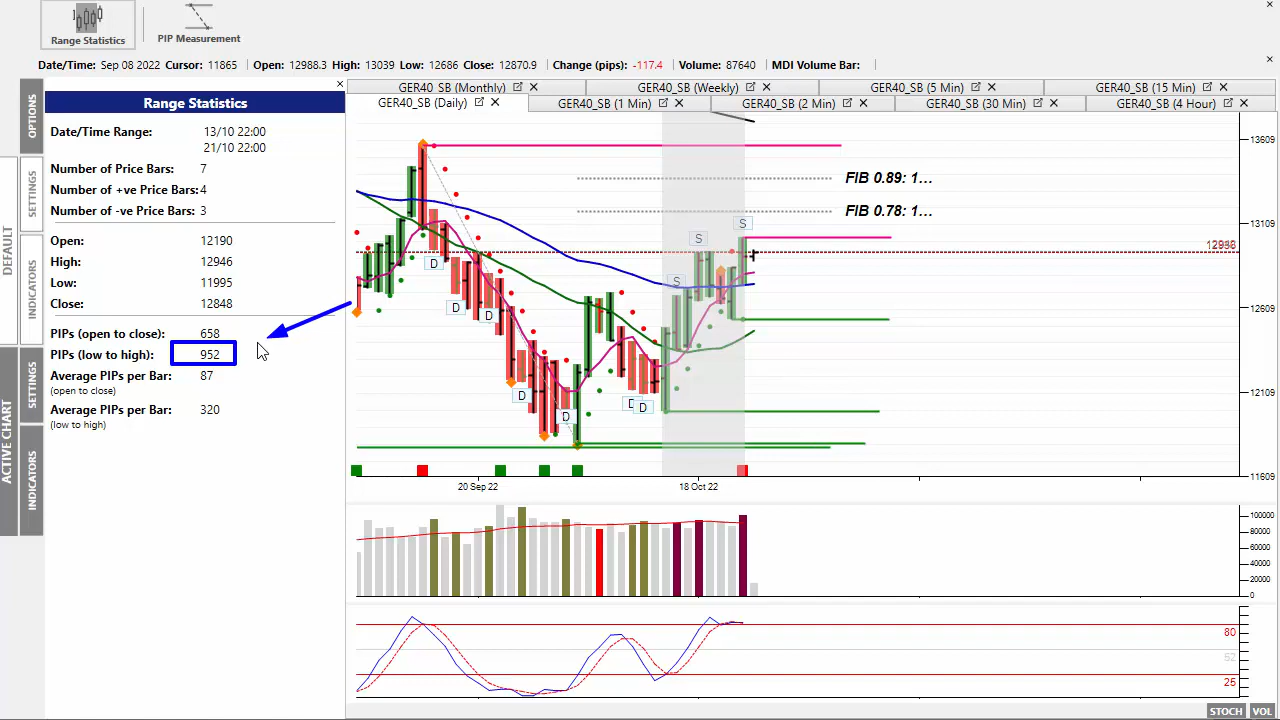 Range Statistics
PIP Measurement
Date/Time: Sep 08 2022 Cursor: 11865 Open: 12988.3 High: 13039 Low: 12686 Close: 12870.9 Change (pips): -117.4 Volume: 87640 MDI Volume Bar:
GER40_SB (Monthly) GER40_SB (Weekly) GER40_SB (5 Min) GER40_SB (15 Min)
GER40_SB (Daily) GER40_SB (1 Min) GER40_SB (2 Min) GER40_SB (30 Min) GER40_SB (4 Hour)
OPTIONS
SETTINGS
INDICATORS
DEFAULT
SETTINGS
INDICATORS
ACTIVE CHART
Range Statistics
Date/Time Range: 13/10 22:00
21/10 22:00
Number of Price Bars: 7
Number of +ve Price Bars: 4
Number of -ve Price Bars: 3
Open: 12190
High: 12946
Low: 11995
Close: 12848
PIPs (open to close): 658
PIPs (low to high): 952
Average PIPs per Bar: 87
(open to close)
Average PIPs per Bar: 320
(low to high)
13609
FIB 0.89: 1...
FIB 0.78: 1...
13109
S
S
S
D
D
D
12609
D
D
D
D
12109
11609
20 Sep 22 18 Oct 22
100000
80000
60000
40000
20000
0
80
52
25
STOCH VOL